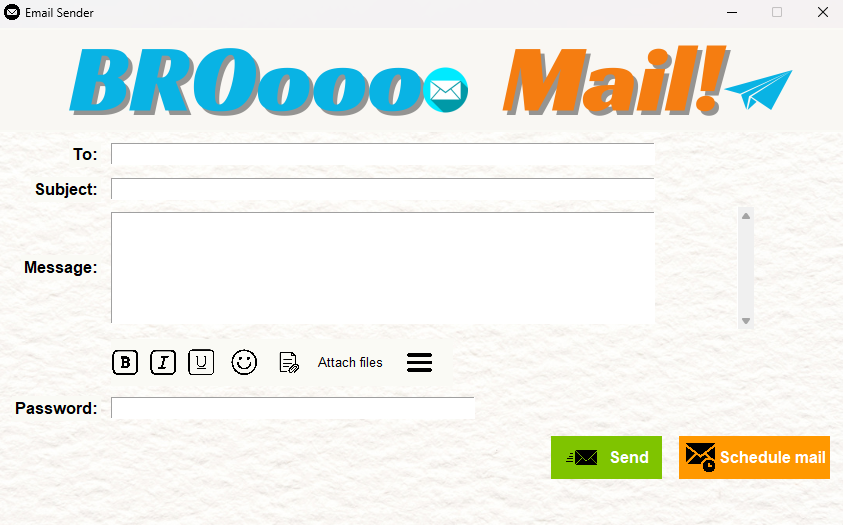 Email Sender
BROoooo Mail!
To:
Subject:
Message:
B I U Attach files
Password:
Send Schedule mail